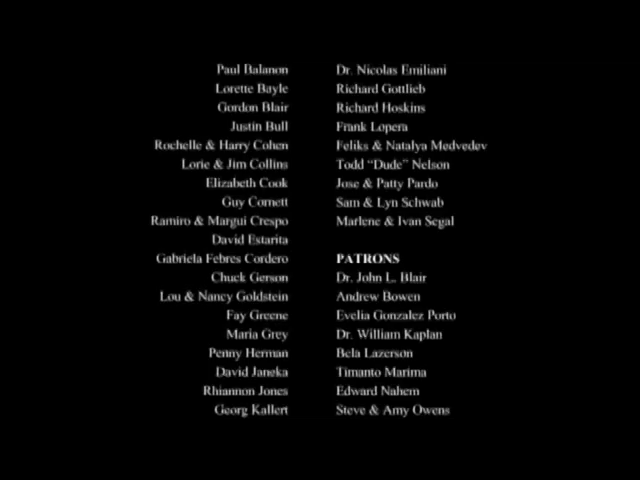 Paul Balanon
Lorette Bayle
Gordon Blair
Justin Bull
Rochelle & Harry Cohen
Lorie & Jim Collins
Elizabeth Cook
Guy Cornett
Ramiro & Margui Crespo
David Estarita
Gabriela Febres Cordero
Chuck Gerson
Lou & Nancy Goldstein
Fay Greene
Maria Grey
Penny Herman
David Janeka
Rhiannon Jones
Georg Kallert
Dr. Nicolas Emiliani
Richard Gottlieb
Richard Hoskins
Frank Lopera
Feliks & Natalya Medvedev
Todd “Dude” Nelson
Jose & Patty Pardo
Sam & Lyn Schwab
Marlene & Ivan Segal
PATRONS
Dr. John L. Blair
Andrew Bowen
Evelia Gonzalez Porto
Dr. William Kaplan
Bela Lazerson
Timanto Marima
Edward Nahem
Steve & Amy Owens